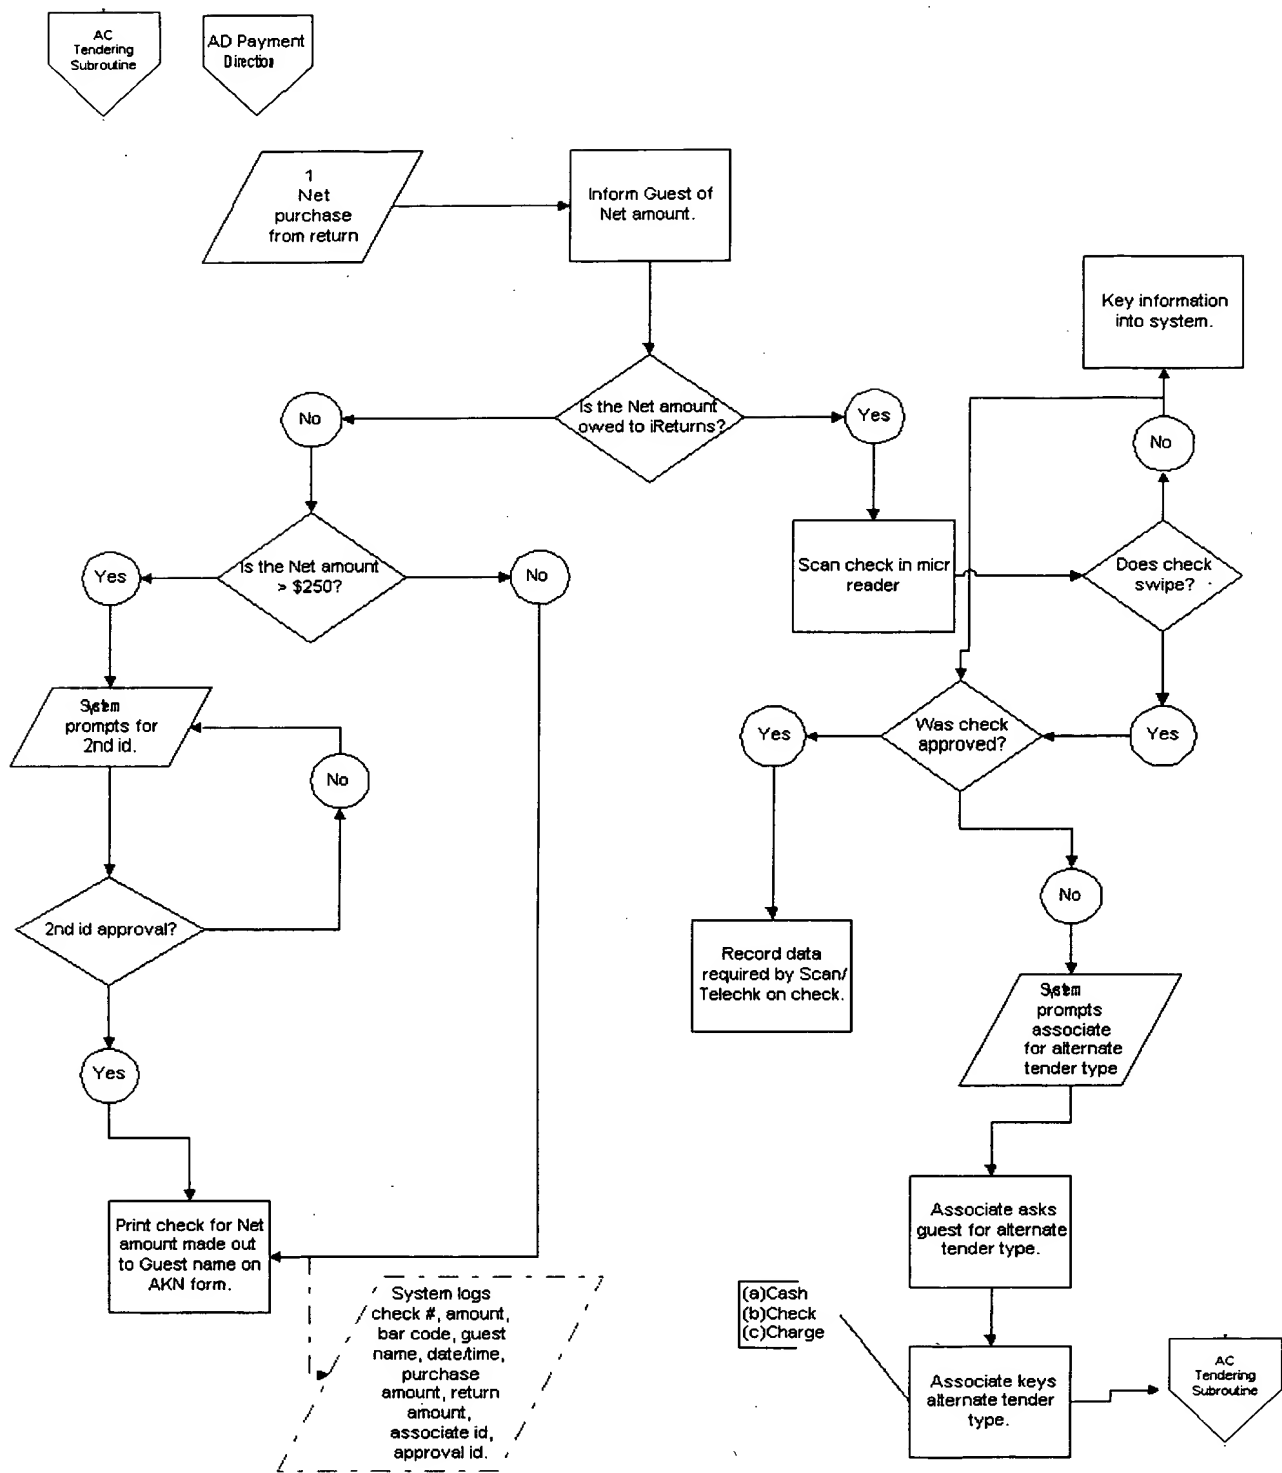 AC
Tendering
Subroutine
AD Payment
Direction
1
Net
purchase
from return
Inform Guest of
Net amount.
Key information
into system.
Is the Net amount
owed to iReturns?
No
Yes
No
Is the Net amount
> $250?
Yes
No
Scan check in micr
reader
Does check
swipe?
System
prompts for
2nd id.
No
Yes
Was check
approved?
Yes
2nd id approval?
No
Record data
required by Scan/
Telechk on check.
System
prompts
associate
for alternate
tender type
Yes
Print check for Net
amount made out
to Guest name on
AKN form.
Associate asks
guest for alternate
tender type.
System logs
check #, amount,
bar code, guest
name, date/time,
purchase
amount, return
amount,
associate id,
approval id.
(a)Cash
(b)Check
(c)Charge
Associate keys
alternate tender
type.
AC
Tendering
Subroutine